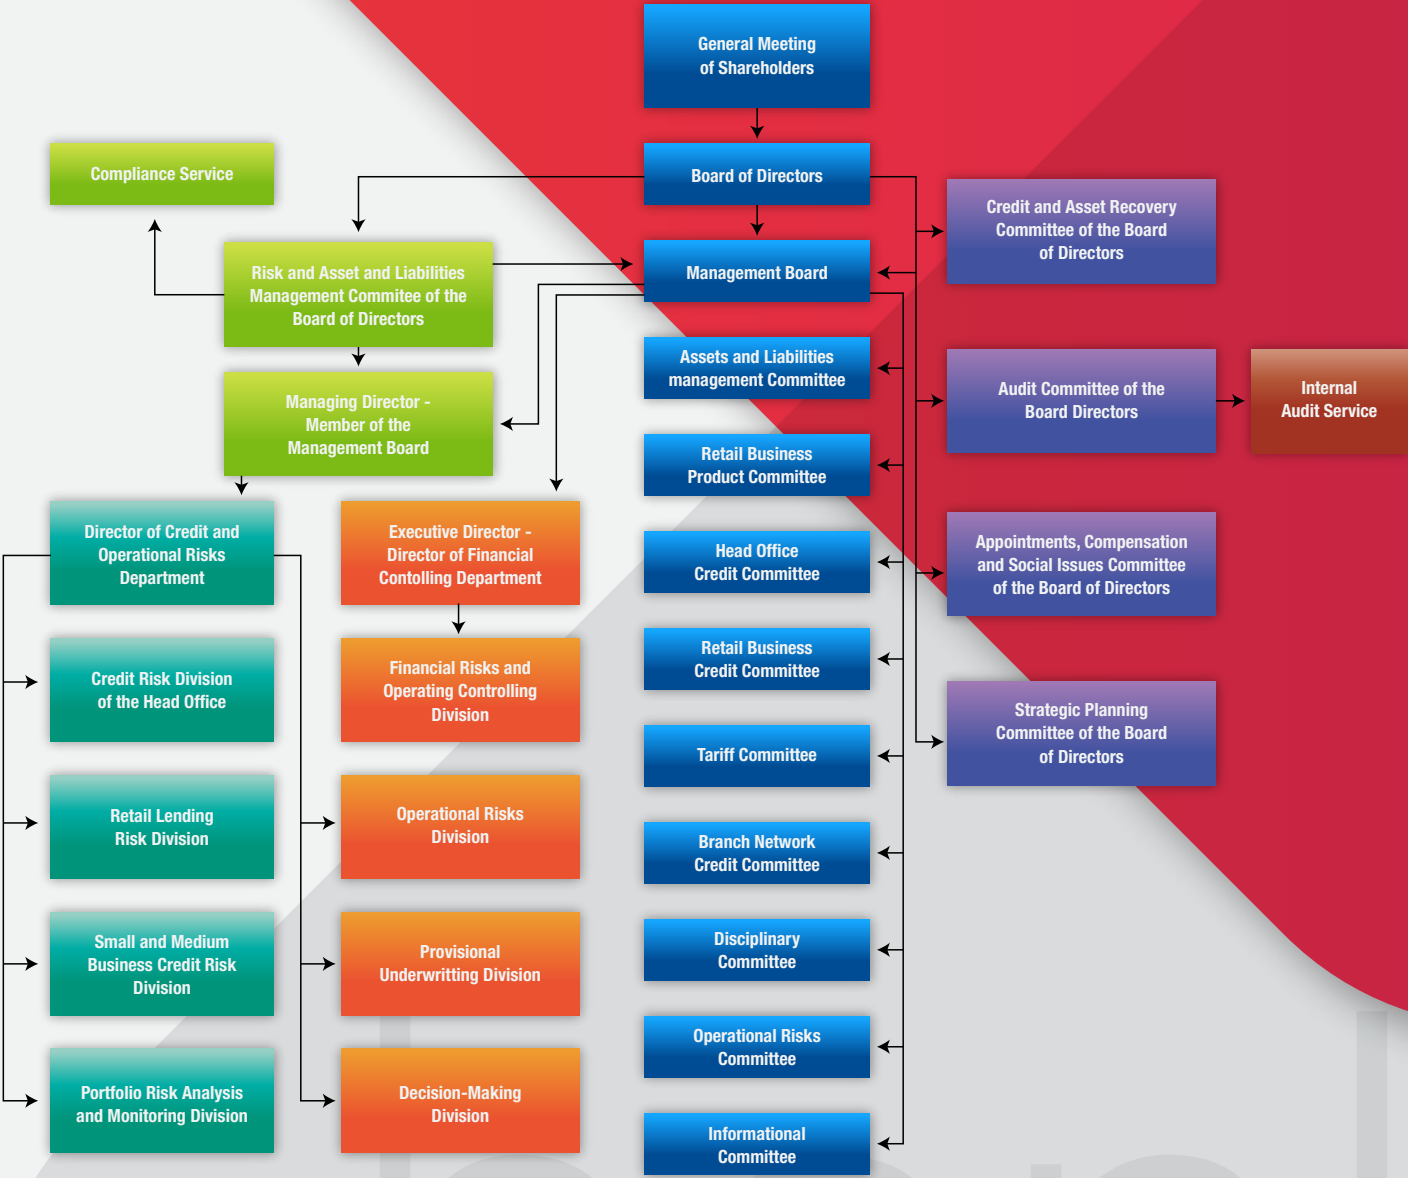 General Meeting
of Shareholders
Compliance Service
Board of Directors
Credit and Asset Recovery
Committee of the Board
of Directors
Risk and Asset and Liabilities
Management Commitee of the
Board of Directors
Management Board
Assets and Liabilities
management Committee
Audit Committee of the
Board Directors
Internal
Audit Service
Managing Director -
Member of the
Management Board
Retail Business
Product Committee
Director of Credit and
Operational Risks
Department
Executive Director -
Director of Financial
Contolling Department
Head Office
Credit Committee
Appointments, Compensation
and Social Issues Committee
of the Board of Directors
Credit Risk Division
of the Head Office
Financial Risks and
Operating Controlling
Division
Retail Business
Credit Committee
Strategic Planning
Committee of the Board
of Directors
Tariff Committee
Retail Lending
Risk Division
Operational Risks
Division
Branch Network
Credit Committee
Small and Medium
Business Credit Risk
Division
Provisional
Underwritting Division
Disciplinary
Committee
Operational Risks
Committee
Portfolio Risk Analysis
and Monitoring Division
Decision-Making
Division
Informational
Committee